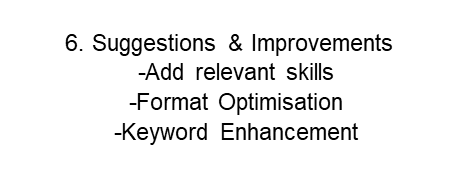 6. Suggestions & Improvements
-Add relevant skills
-Format Optimisation
-Keyword Enhancement